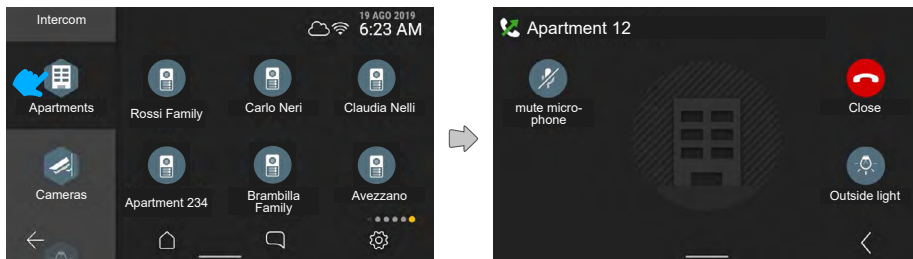 Intercom
19 AGO 2019
6:23 AM
Apartments
Rossi Family
Carlo Neri
Claudia Nelli
Cameras
Apartment 234
Brambilla
Family
Avezzano
Apartment 12
mute micro-
phone
Close
Outside light